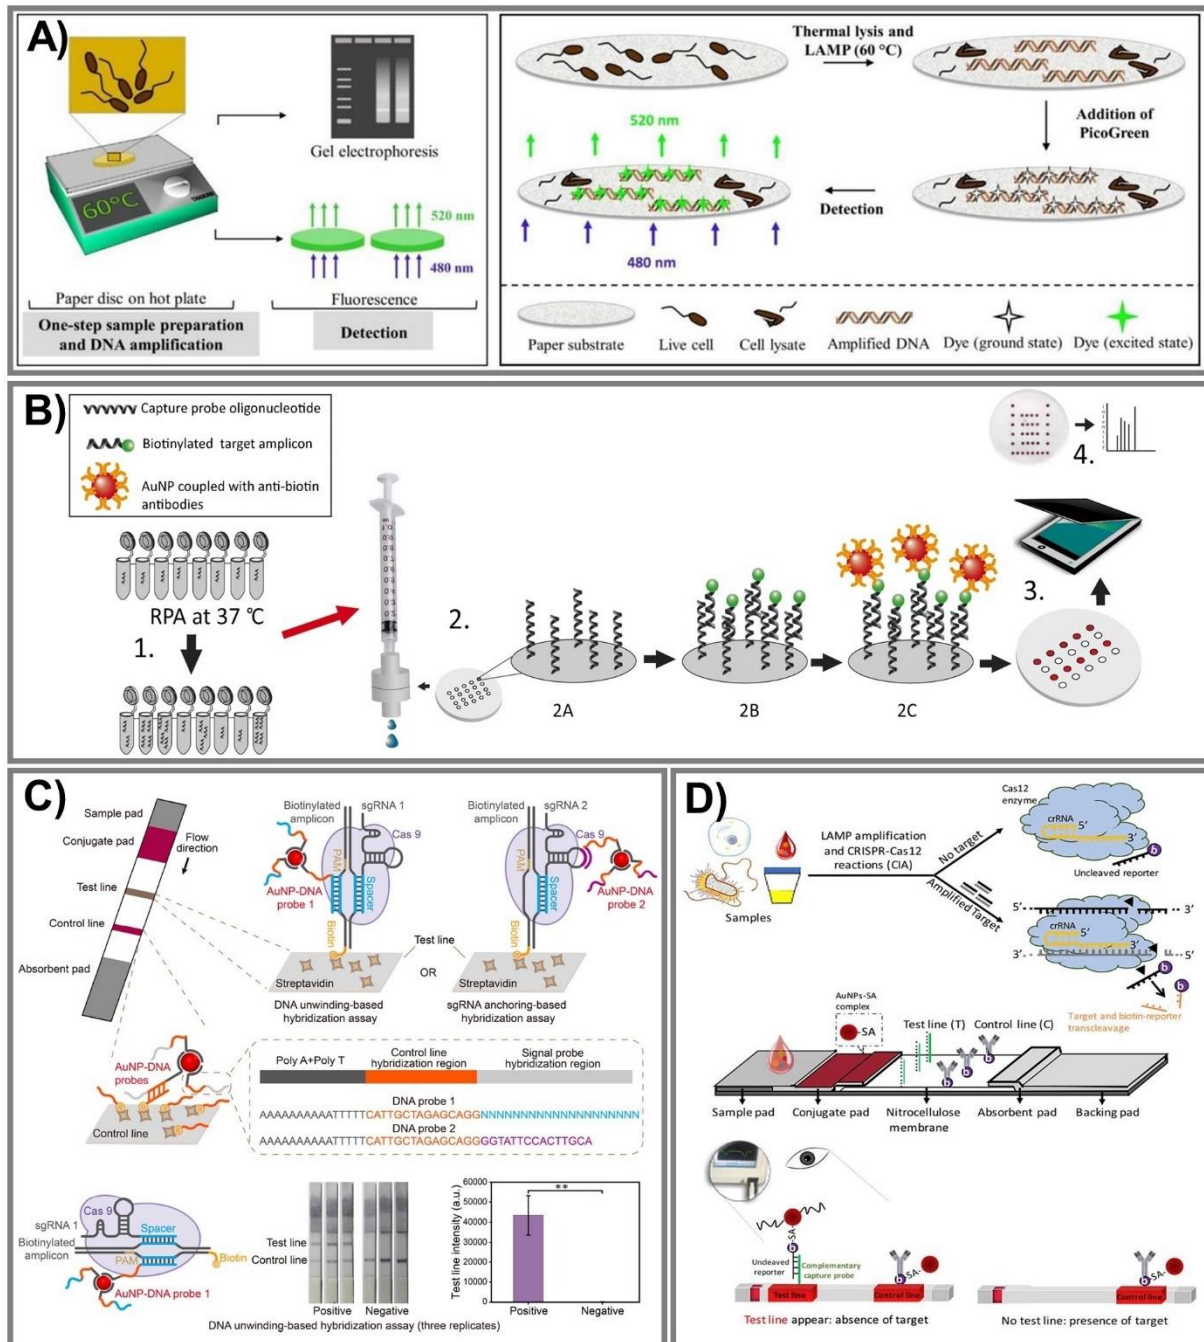 A)
60°C
Gel electrophoresis
520 nm
480 nm
Paper disc on hot plate
Fluorescence
One-step sample preparation
and DNA amplification
Detection
Thermal lysis and
LAMP (60 °C)
Addition of
PicoGreen
520 nm
Detection
480 nm
Paper substrate
Live cell
Cell lysate
Amplified DNA
Dye (ground state)
Dye (excited state)
B)
Capture probe oligonucleotide
Biotinylated target amplicon
AuNP coupled with anti-biotin
antibodies
RPA at 37 °C
1.
2.
2A
2B
2C
3.
4.
C)
Sample pad
Conjugate pad
Flow
direction
Test line
Control line
Absorbent pad
Biotinylated
amplicon
sgRNA 1
Cas 9
PAM
Spacer
AuNP-DNA
probe 1
Biotin
Streptavidin
DNA unwinding-based
hybridization assay
Test line
OR
Biotinylated
amplicon
sgRNA 2
Cas 9
PAM
Spacer
AuNP-DNA
probe 2
Biotin
Streptavidin
sgRNA anchoring-based
hybridization assay
AuNP-DNA
probes
Control line
Poly A+Poly T
Control line
hybridization region
Signal probe
hybridization region
DNA probe 1
AAAAAAAAAATTTTTCATTGCTAGAGCAGGNNNNNNNNNNNNNNNNNNNN
DNA probe 2
AAAAAAAAAATTTTTCATTGCTAGAGCAGGGGTATTCCACTTGCA
Cas 9
sgRNA 1
Spacer
Biotinylated
amplicon
PAM
Biotin
AuNP-DNA probe 1
Test line
Control line
Positive
Negative
Test line intensity (a.u.)
60000
50000
40000
30000
20000
10000
0
**
Positive
Negative
DNA unwinding-based hybridization assay (three replicates)
D)
Samples
LAMP amplification
and CRISPR-Cas12
reactions (CIA)
No target
Amplified Target
Cas12
enzyme
crRNA
5’
3’
b
Uncleaved reporter
5’
3’
crRNA
5’
3’
3’
b
b
Target and biotin-reporter
transcleavage
AuNPs-SA
complex
-SA
Test line (T)
Control line (C)
b
b
b
Sample pad
Conjugate pad
Nitrocellulose
membrane
Absorbent pad
Backing pad
-SA-
b
Uncleaved
reporter
Complementary
capture probe
Test line
b
-SA-
Control line
Test line appear: absence of target
b
-SA-
Control line
No test line: presence of target